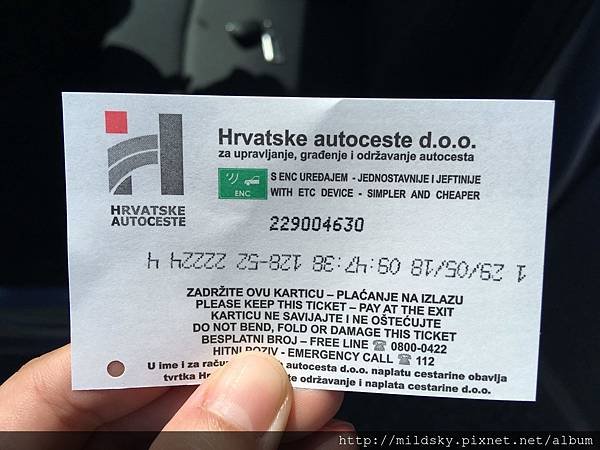 HRVATSKE
AUTOCESTE
Hrvatske autoceste d.o.o.
za upravljanje, građenje i održavanje autocesta
ENC
S ENC UREĐAJEM - JEDNOSTAVNIJE I JEFTINIJE
WITH ETC DEVICE - SIMPLER AND CHEAPER
229004630
1 29/05/18 09:47:38 128-52 22224 4
ZADRŽITE OVU KARTICU – PLAĆANJE NA IZLAZU
PLEASE KEEP THIS TICKET – PAY AT THE EXIT
KARTICU NE SAVIJAJTE I NE OŠTEĆUJTE
DO NOT BEND, FOLD OR DAMAGE THIS TICKET
BESPLATNI BROJ – FREE LINE ☎ 0800-0422
HITNI POZIV - EMERGENCY CALL ☎ 112
U ime i za raču autocesta d.o.o. naplatu cestarine obavlja
tvrtka H održavanje i naplata cestarine d.o.o.
http://mildsky.pixnet.net/album